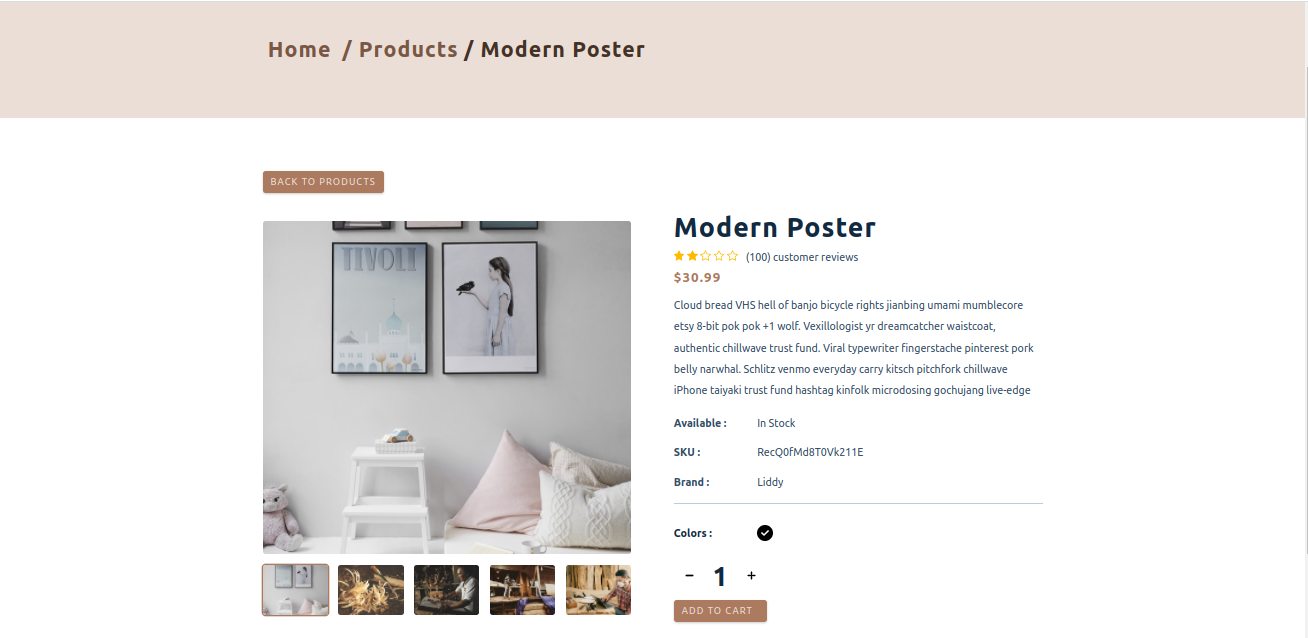 Home / Products / Modern Poster
BACK TO PRODUCTS
TIVOLI
Modern Poster
(100) customer reviews
$30.99
Cloud bread VHS hell of banjo bicycle rights jianbing umami mumblecore
etsy 8-bit pok pok +1 wolf. Vexillologist yr dreamcatcher waistcoat,
authentic chillwave trust fund. Viral typewriter fingerstache pinterest pork
belly narwhal. Schlitz venmo everyday carry kitsch pitchfork chillwave
iPhone taiyaki trust fund hashtag kinfolk microdosing gochujang live-edge
Available : In Stock
SKU : RecQ0fMd8T0Vk211E
Brand : Liddy
Colors :
- 1 +
ADD TO CART